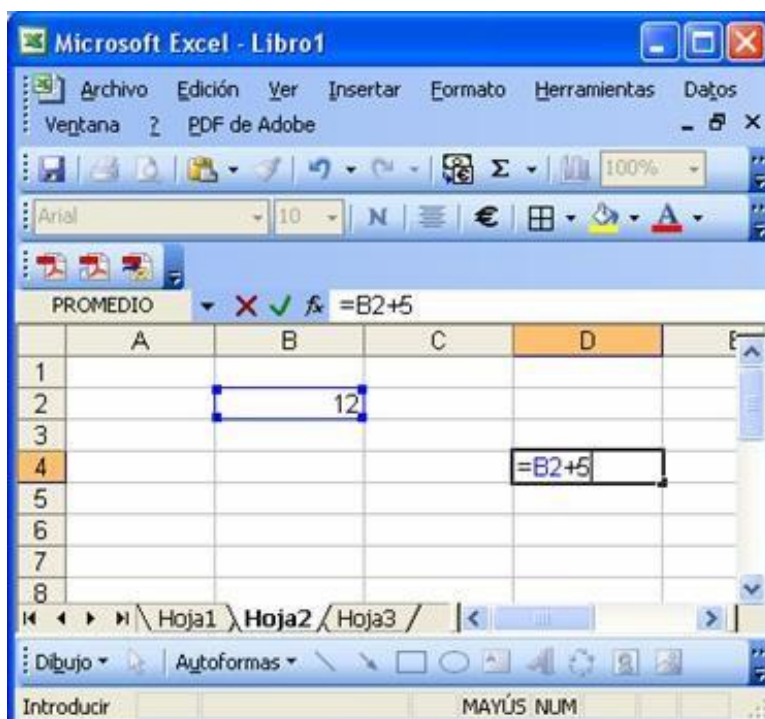 Microsoft Excel - Libro1
Archivo Edición Ver Insertar Formato Herramientas Datos
Ventana ? PDF de Adobe
Σ 100%
Arial 10 N € A
PROMEDIO fx =B2+5
A B C D E
1
2 12
3
4 =B2+5
5
6
7
8
Hoja1 Hoja2 Hoja3
Dibujo Autoformas
Introducir MAYÚS NUM